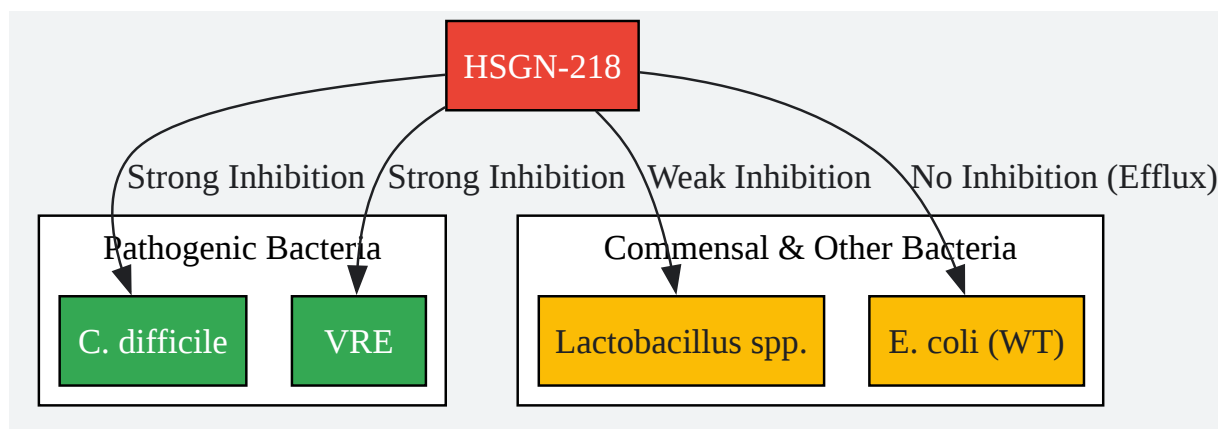 HSGN-218
Strong Inhibition
Strong Inhibition
Weak Inhibition
No Inhibition (Efflux)
Pathogenic Bacteria
Commensal & Other Bacteria
C. difficile
VRE
Lactobacillus spp.
E. coli (WT)